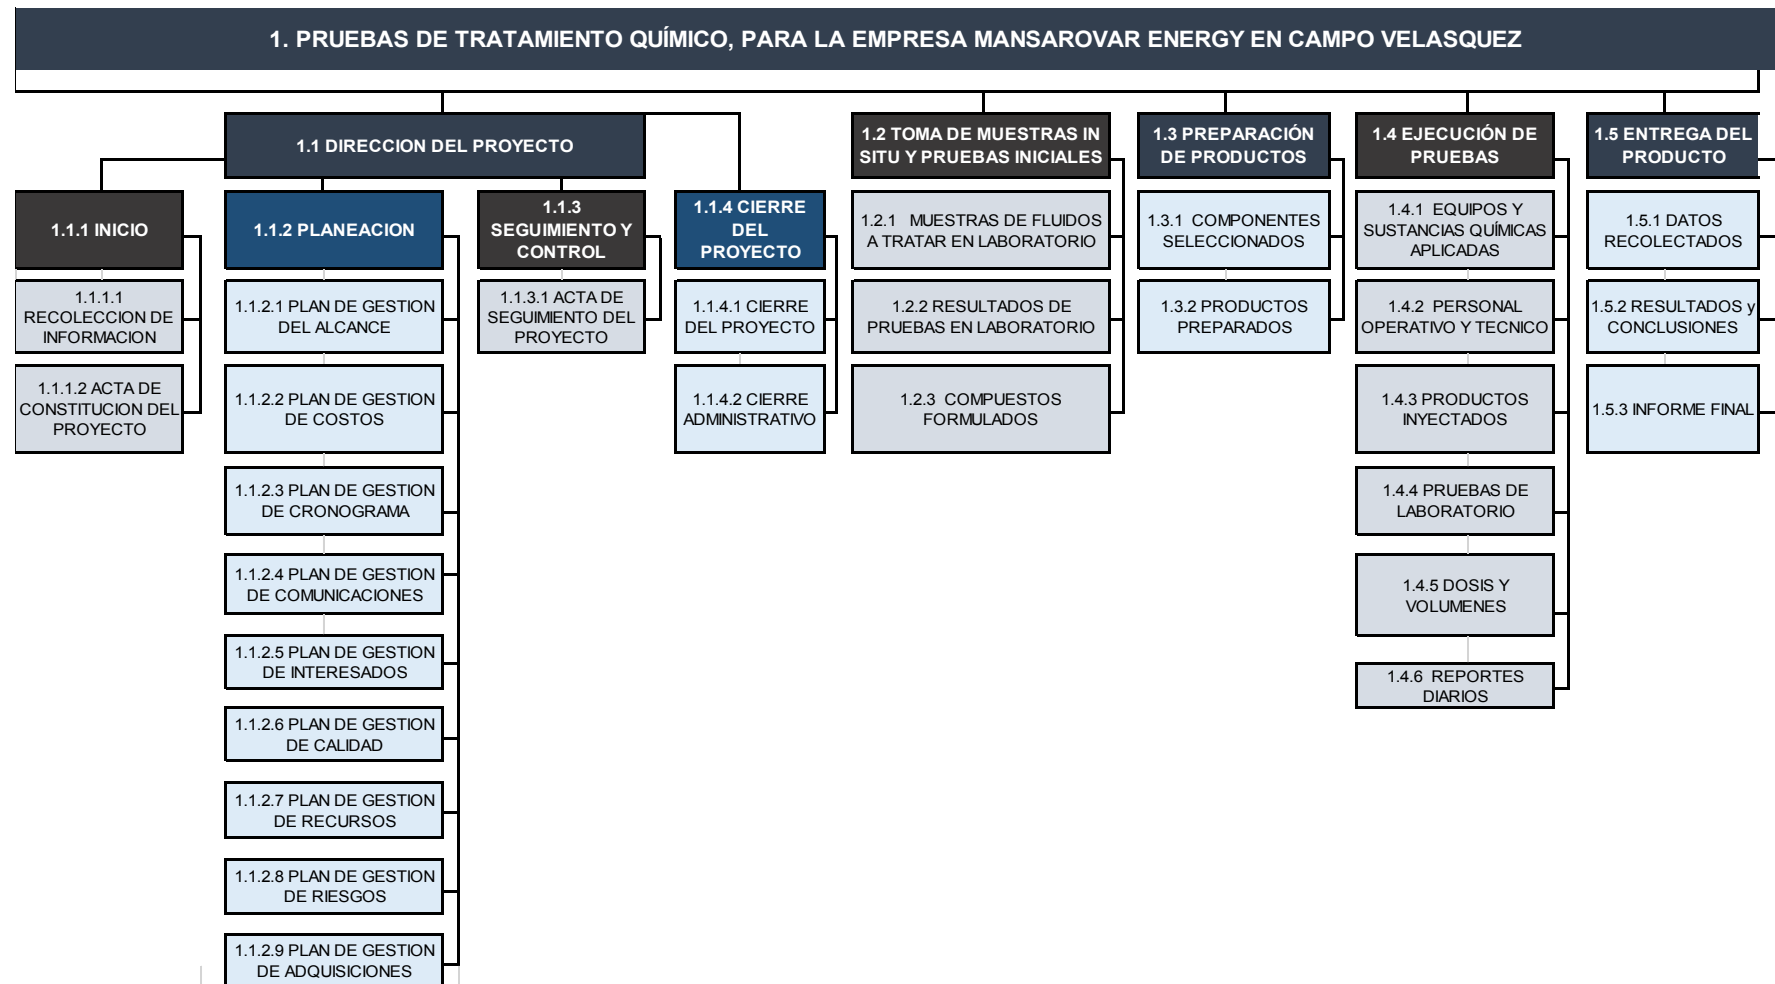 1. PRUEBAS DE TRATAMIENTO QUÍMICO, PARA LA EMPRESA MANSAROVAR ENERGY EN CAMPO VELASQUEZ
1.1 DIRECCION DEL PROYECTO
1.1.1 INICIO
1.1.1.1
RECOLECCION DE
INFORMACION
1.1.1.2 ACTA DE
CONSTITUCION DEL
PROYECTO
1.1.2 PLANEACION
1.1.2.1 PLAN DE GESTION
DEL ALCANCE
1.1.2.2 PLAN DE GESTION
DE COSTOS
1.1.2.3 PLAN DE GESTION
DE CRONOGRAMA
1.1.2.4 PLAN DE GESTION
DE COMUNICACIONES
1.1.2.5 PLAN DE GESTION
DE INTERESADOS
1.1.2.6 PLAN DE GESTION
DE CALIDAD
1.1.2.7 PLAN DE GESTION
DE RECURSOS
1.1.2.8 PLAN DE GESTION
DE RIESGOS
1.1.2.9 PLAN DE GESTION
DE ADQUISICIONES
1.1.3
SEGUIMIENTO Y
CONTROL
1.1.3.1 ACTA DE
SEGUIMIENTO DEL
PROYECTO
1.1.4 CIERRE
DEL
PROYECTO
1.1.4.1 CIERRE
DEL PROYECTO
1.1.4.2 CIERRE
ADMINISTRATIVO
1.2 TOMA DE MUESTRAS IN
SITU Y PRUEBAS INICIALES
1.2.1 MUESTRAS DE FLUIDOS
A TRATAR EN LABORATORIO
1.2.2 RESULTADOS DE
PRUEBAS EN LABORATORIO
1.2.3 COMPUESTOS
FORMULADOS
1.3 PREPARACIÓN
DE PRODUCTOS
1.3.1 COMPONENTES
SELECCIONADOS
1.3.2 PRODUCTOS
PREPARADOS
1.4 EJECUCIÓN DE
PRUEBAS
1.4.1 EQUIPOS Y
SUSTANCIAS QUÍMICAS
APLICADAS
1.4.2 PERSONAL
OPERATIVO Y TECNICO
1.4.3 PRODUCTOS
INYECTADOS
1.4.4 PRUEBAS DE
LABORATORIO
1.4.5 DOSIS Y
VOLUMENES
1.4.6 REPORTES
DIARIOS
1.5 ENTREGA DEL
PRODUCTO
1.5.1 DATOS
RECOLECTADOS
1.5.2 RESULTADOS y
CONCLUSIONES
1.5.3 INFORME FINAL